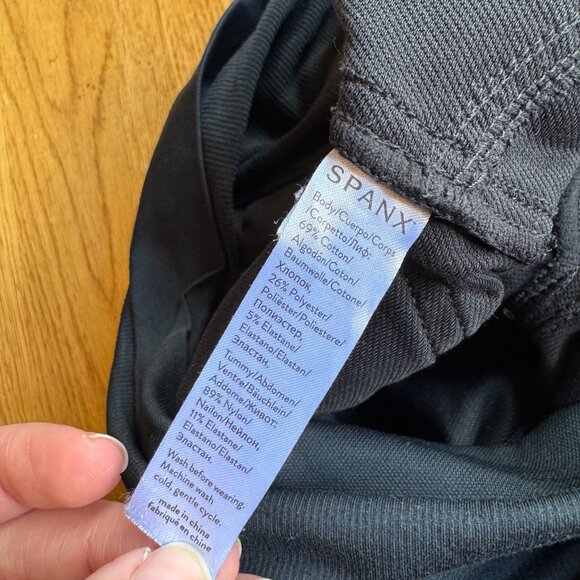 SPANX
Body/Cuerpo/Corps
/Corpetto/Лиф:
69% Cotton/
Algodón/Coton/
Baumwolle/Cotone/
Хлопок,
26% Polyester/
Poliéster/Poliestere/
Полиэстер,
5% Elastane/
Elastano/Elastan/
Эластан.
Tummy/Abdomen/
Ventre/Bäuchlein/
Addome/Живот:
89% Nylon/
Nailon/Нейлон,
11% Elastane/
Elastano/Elastan/
Эластан.
Wash before wearing.
Machine wash
cold, gentle cycle.
made in china
fabriqué en chine